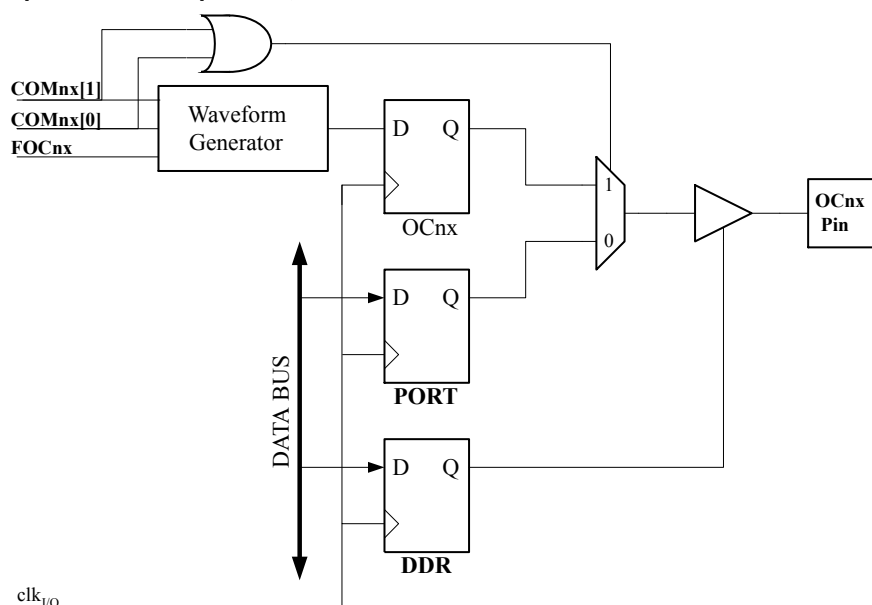 COMnx[1]
COMnx[0]
FOCnx
Waveform
Generator
D Q
OCnx
1
0
OCnx
Pin
D Q
PORT
DATA BUS
D Q
DDR
clkI/O